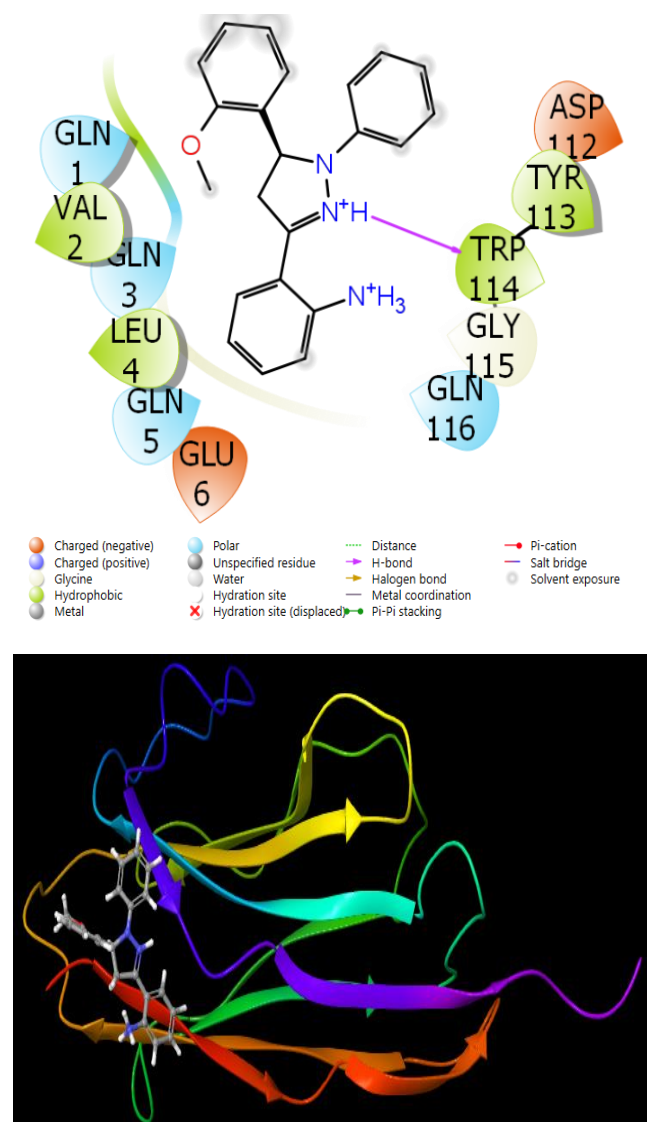 O
N
N⁺H
N⁺H₃
GLN
1
VAL
2
GLN
3
LEU
4
GLN
5
GLU
6
ASP
112
TYR
113
TRP
114
GLY
115
GLN
116
Charged (negative)
Charged (positive)
Glycine
Hydrophobic
Metal
Polar
Unspecified residue
Water
Hydration site
Hydration site (displaced)
Distance
H-bond
Halogen bond
Metal coordination
Pi-Pi stacking
Pi-cation
Salt bridge
Solvent exposure